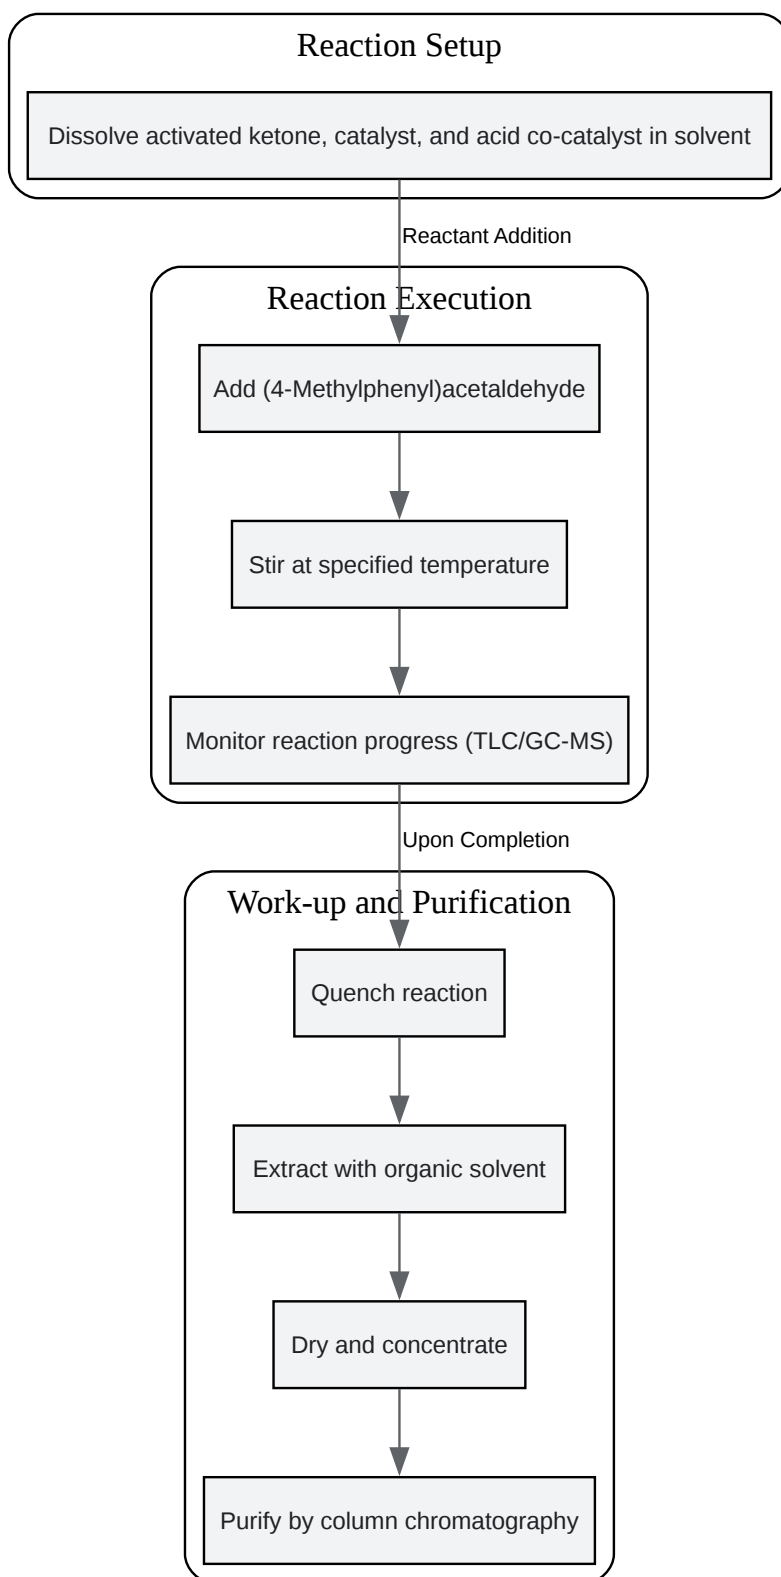 Reaction Setup
Dissolve activated ketone, catalyst, and acid co-catalyst in solvent
Reactant Addition
Reaction Execution
Add (4-Methylphenyl)acetaldehyde
Stir at specified temperature
Monitor reaction progress (TLC/GC-MS)
Upon Completion
Work-up and Purification
Quench reaction
Extract with organic solvent
Dry and concentrate
Purify by column chromatography